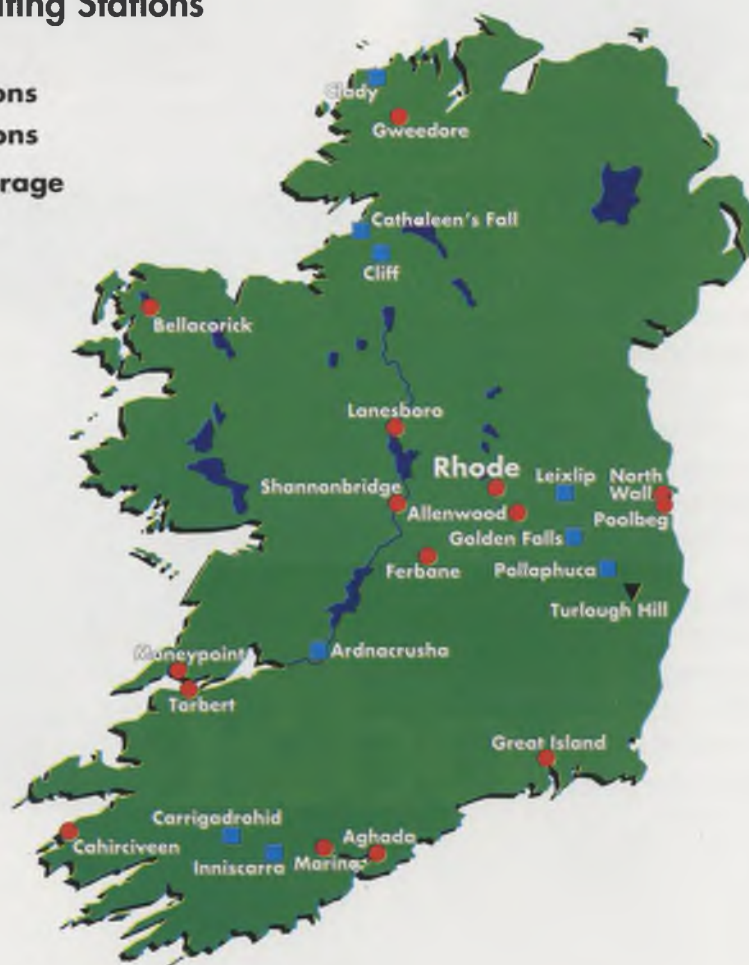 ting Stations
ons
ons
rage
Clady
Gweedore
Cathaleen's Fall
Cliff
Bellacorick
Lanesboro
Rhode
Leixlip
North
Wall
Shannonbridge
Allenwood
Poolbeg
Golden Falls
Ferbane
Pollaphuca
Turlough Hill
Moneypoint
Ardnacrusha
Tarbert
Great Island
Carrigadrohid
Aghada
Cahirciveen
Inniscarra
Marina